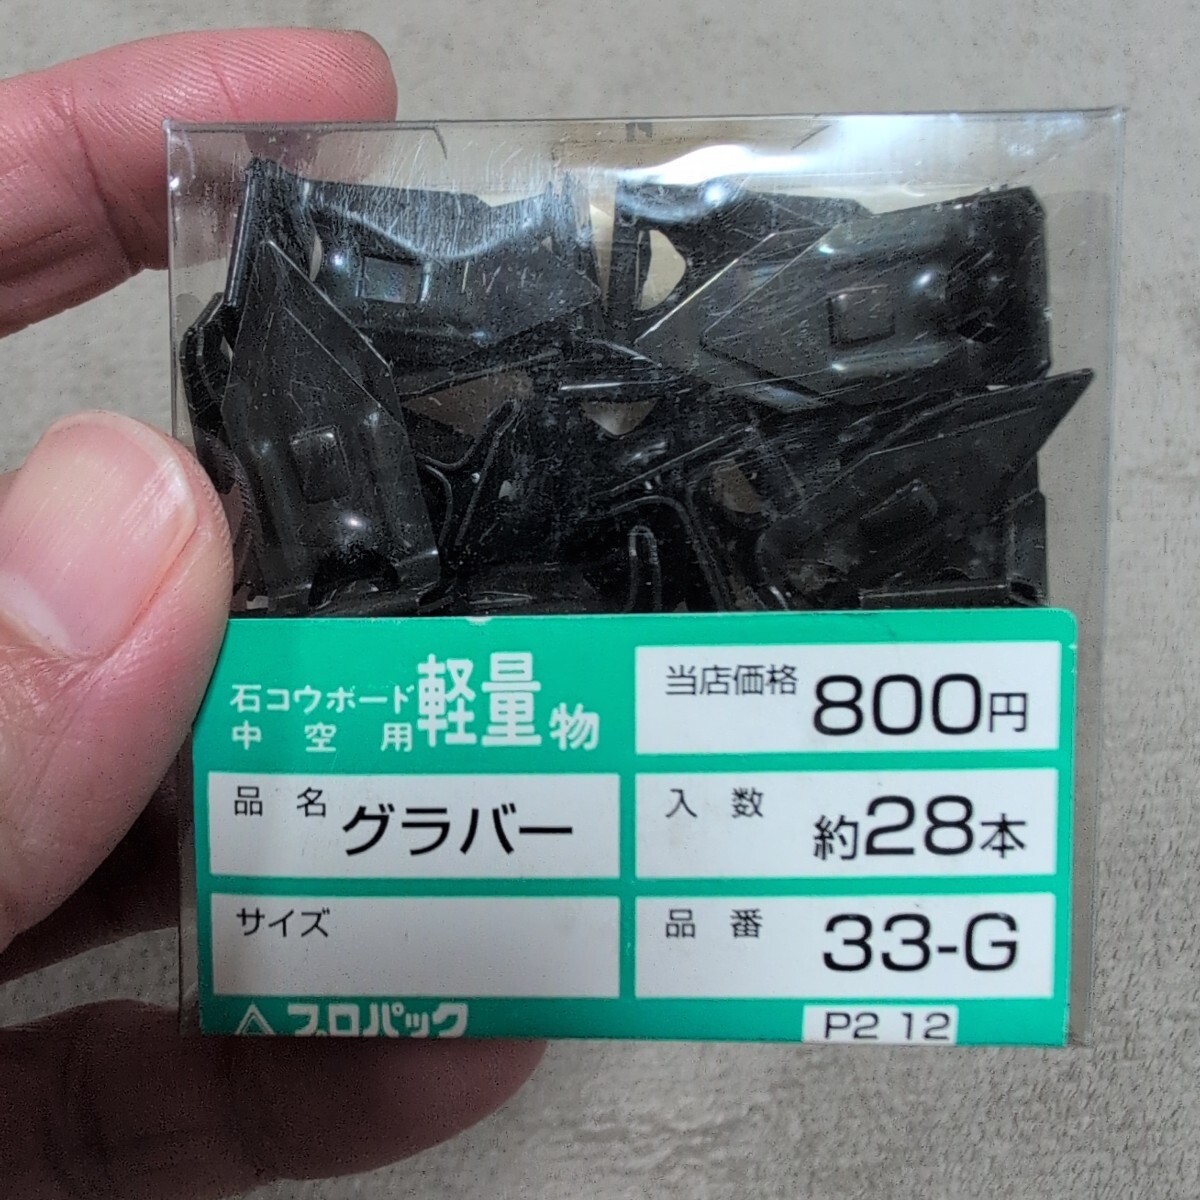 石コウボード
中空用
軽量物
当店価格 800円
品名 グラバー
入数 約28本
サイズ
品番 33-G
プロパック
P2 12